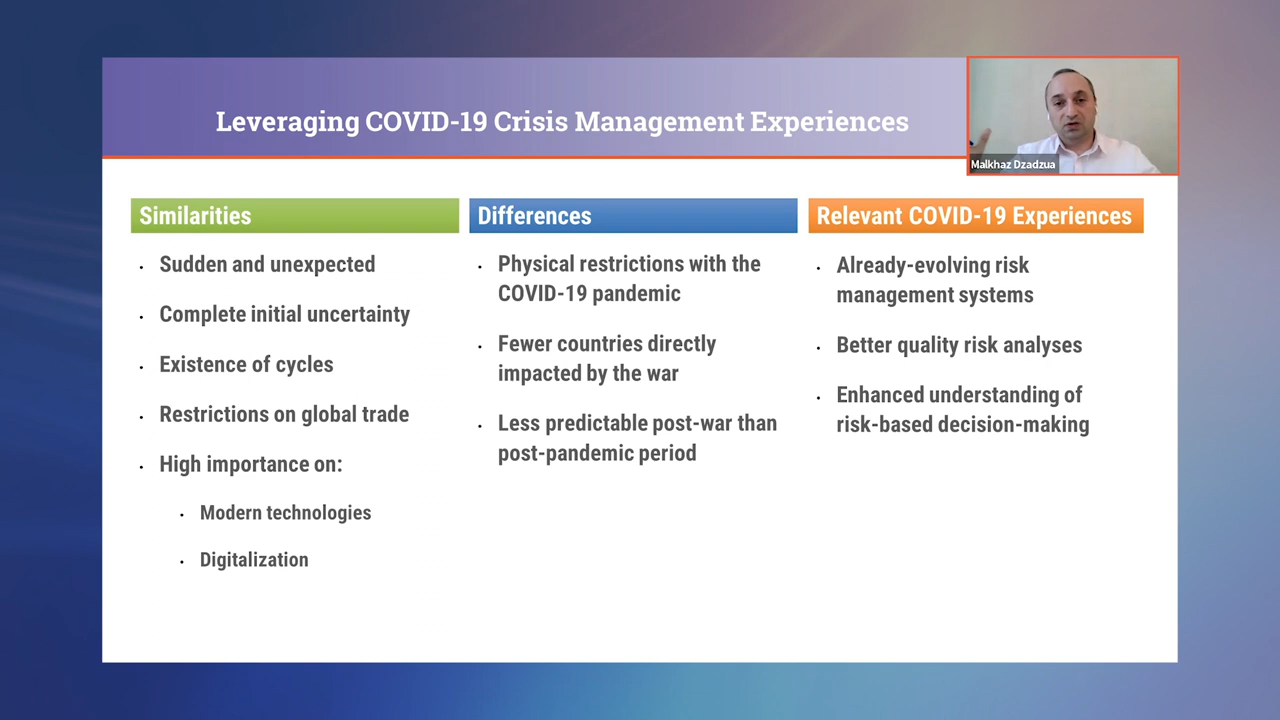 Leveraging COVID-19 Crisis Management Experiences
Malkhaz Dzadzua
Similarities
Sudden and unexpected
Complete initial uncertainty
Existence of cycles
Restrictions on global trade
High importance on:
Modern technologies
Digitalization
Differences
Physical restrictions with the
COVID-19 pandemic
Fewer countries directly
impacted by the war
Less predictable post-war than
post-pandemic period
Relevant COVID-19 Experiences
Already-evolving risk
management systems
Better quality risk analyses
Enhanced understanding of
risk-based decision-making